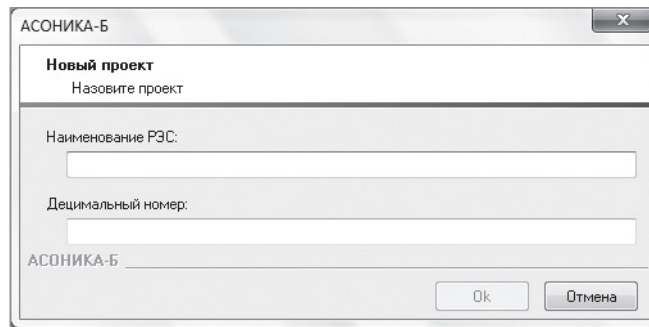 АСОНИКА-Б
Новый проект
Назовите проект
Наименование РЭС:
Децимальный номер:
АСОНИКА-Б
Ok
Отмена